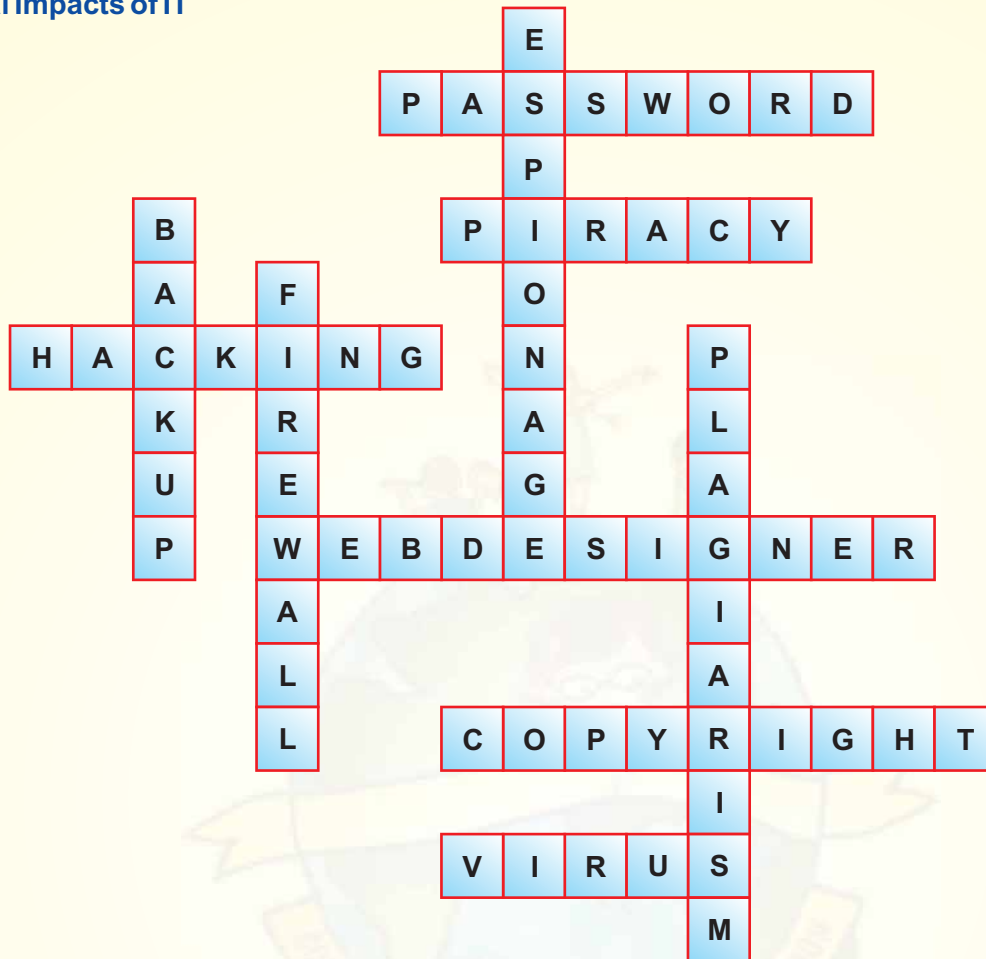 Impacts of IT
E
P A S S W O R D
P
B P I R A C Y
A F O
H A C K I N G N P
K R A L
U E G A
P W E B D E S I G N E R
A I
L A
L C O P Y R I G H T
I
V I R U S
M